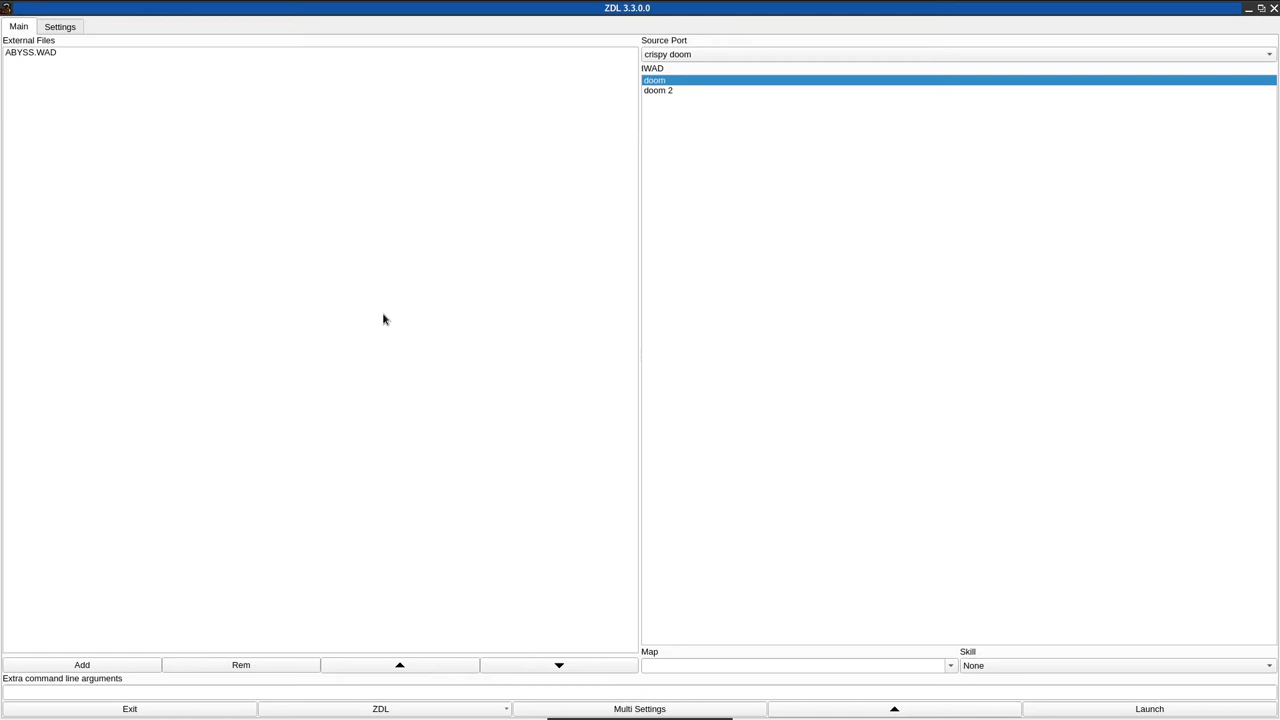 ZDL 3.3.0.0
Main Settings
External Files
ABYSS.WAD
Source Port
crispy doom
IWAD
doom
doom 2
Map Skill
None
Add Rem
Extra command line arguments
Exit ZDL Multi Settings Launch